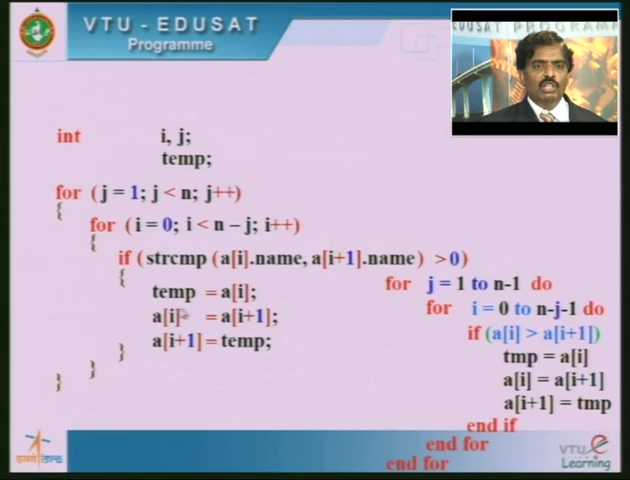 VTU - EDUSAT
Programme
int i, j;
temp;
for (j = 1; j < n; j++)
{
for (i = 0; i < n – j; i++)
{
if (strcmp (a[i].name, a[i+1].name) > 0)
{
temp = a[i];
a[i] = a[i+1];
a[i+1] = temp;
}
}
}
for j = 1 to n-1 do
for i = 0 to n-j-1 do
if (a[i] > a[i+1])
tmp = a[i]
a[i] = a[i+1]
a[i+1] = tmp
end if
end for
end for
VTU e
Learning